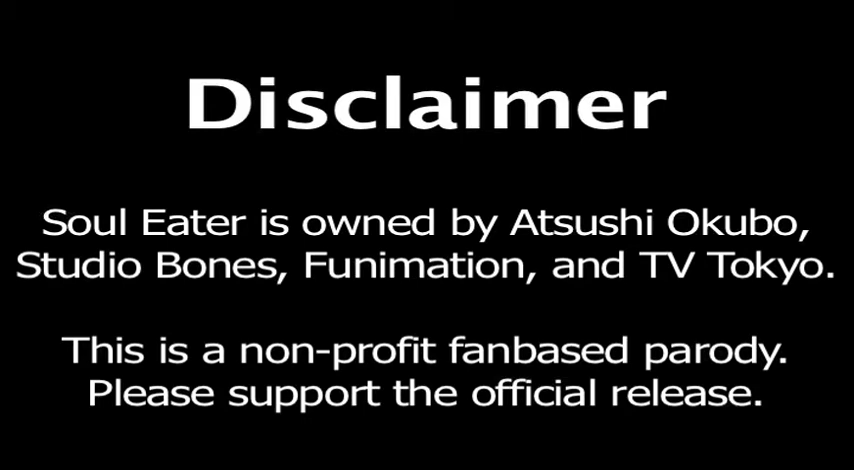 Disclaimer
Soul Eater is owned by Atsushi Okubo,
Studio Bones, Funimation, and TV Tokyo.
This is a non-profit fanbased parody.
Please support the official release.